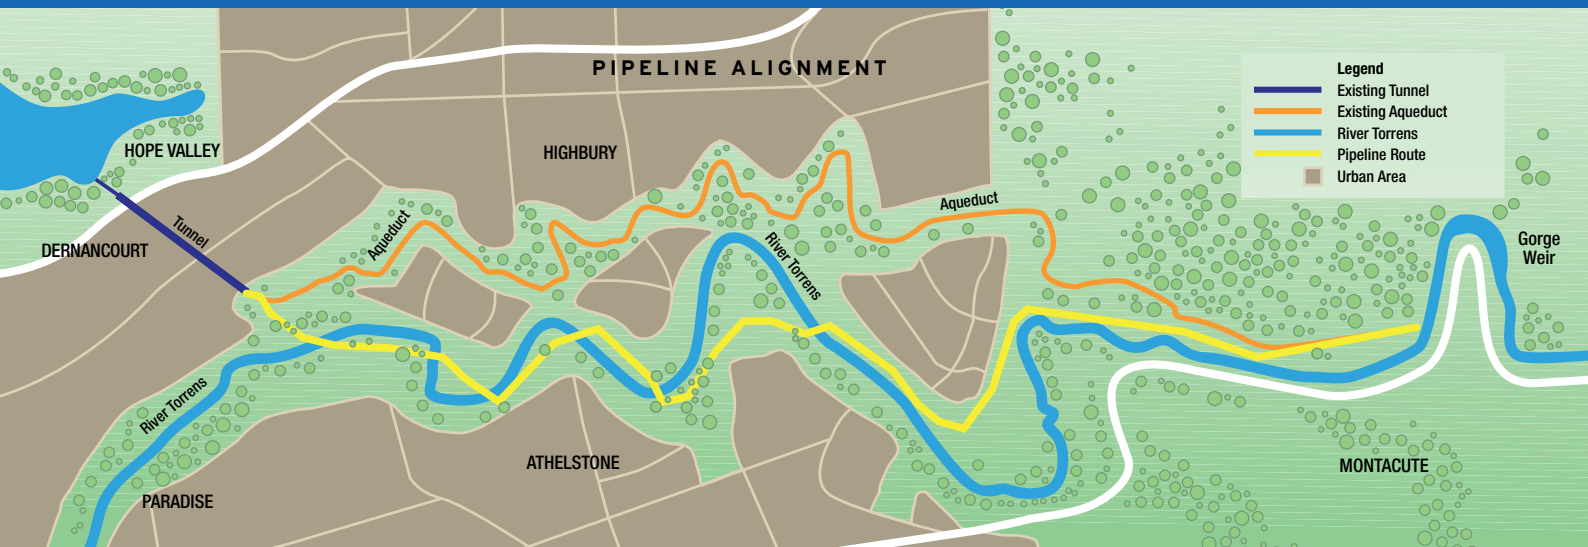 PIPELINE ALIGNMENT
Legend
Existing Tunnel
Existing Aqueduct
River Torrens
Pipeline Route
Urban Area
HOPE VALLEY
HIGHBURY
Aqueduct
Tunnel
Aqueduct
River Torrens
Gorge
Weir
DERNANCOURT
River Torrens
ATHELSTONE
MONTACUTE
PARADISE